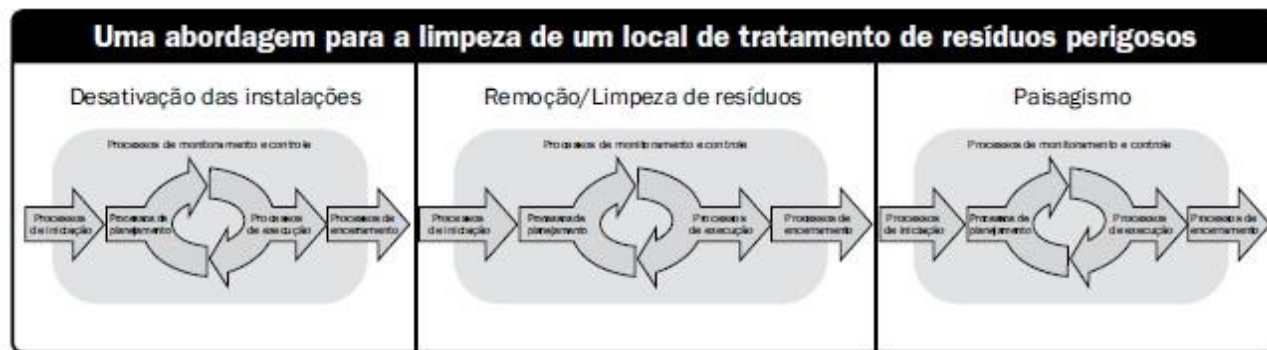 Uma abordagem para a limpeza de um local de tratamento de resíduos perigosos
Desativação das instalações
Processos de monitoramento e controle
Processos
de iniciação
Processos de
planejamento
Processos
de execução
Processos de
encerramento
Remoção/Limpeza de resíduos
Processos de monitoramento e controle
Processos
de iniciação
Processos de
planejamento
Processos
de execução
Processos de
encerramento
Paisagismo
Processos de monitoramento e controle
Processos
de iniciação
Processos de
planejamento
Processos
de execução
Processos de
encerramento